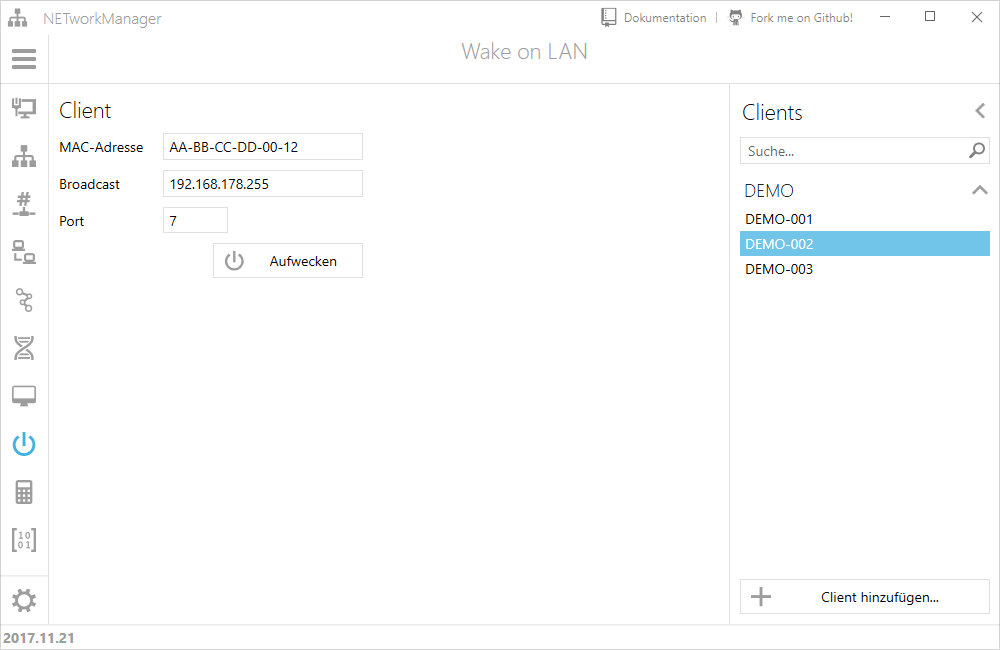 NETworkManager
Dokumentation | Fork me on Github!
Wake on LAN
Client
MAC-Adresse AA-BB-CC-DD-00-12
Broadcast 192.168.178.255
Port 7
Aufwecken
Clients
Suche...
DEMO
DEMO-001
DEMO-002
DEMO-003
Client hinzufügen...
#
10
01
2017.11.21